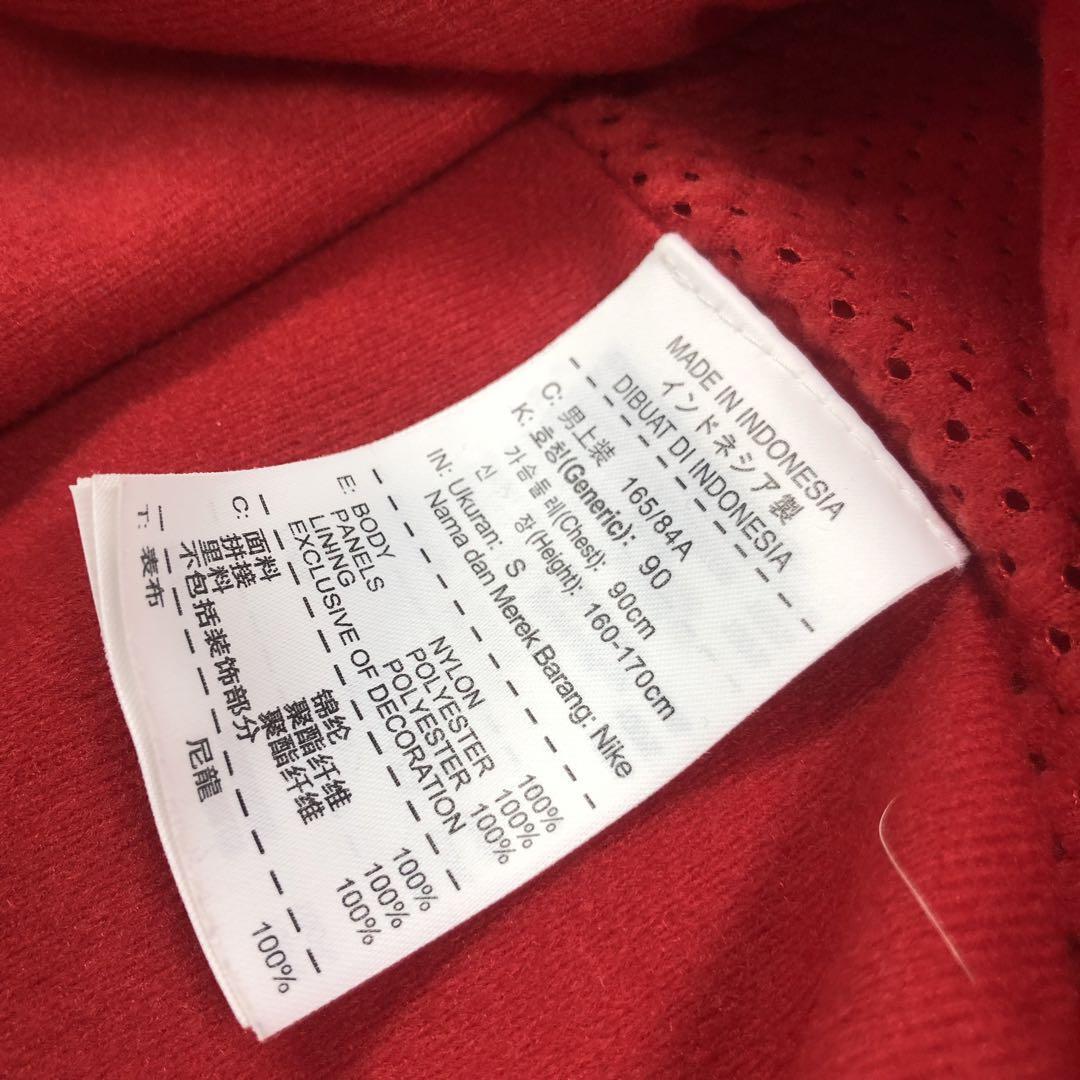 MADE IN INDONESIA
インドネシア製
DIBUAT DI INDONESIA
C: 男上装 165/84A
K: 호칭(Generic): 90
가슴둘레(Chest): 90cm
신 장(Height): 160-170cm
IN: Ukuran: S
Nama dan Merek Barang: Nike
E: BODY NYLON 100%
PANELS POLYESTER 100%
LINING POLYESTER 100%
EXCLUSIVE OF DECORATION
C: 面料 锦纶 100%
拼接 聚酯纤维 100%
里料 聚酯纤维 100%
不包括装饰部分
T: 表布 尼龍 100%